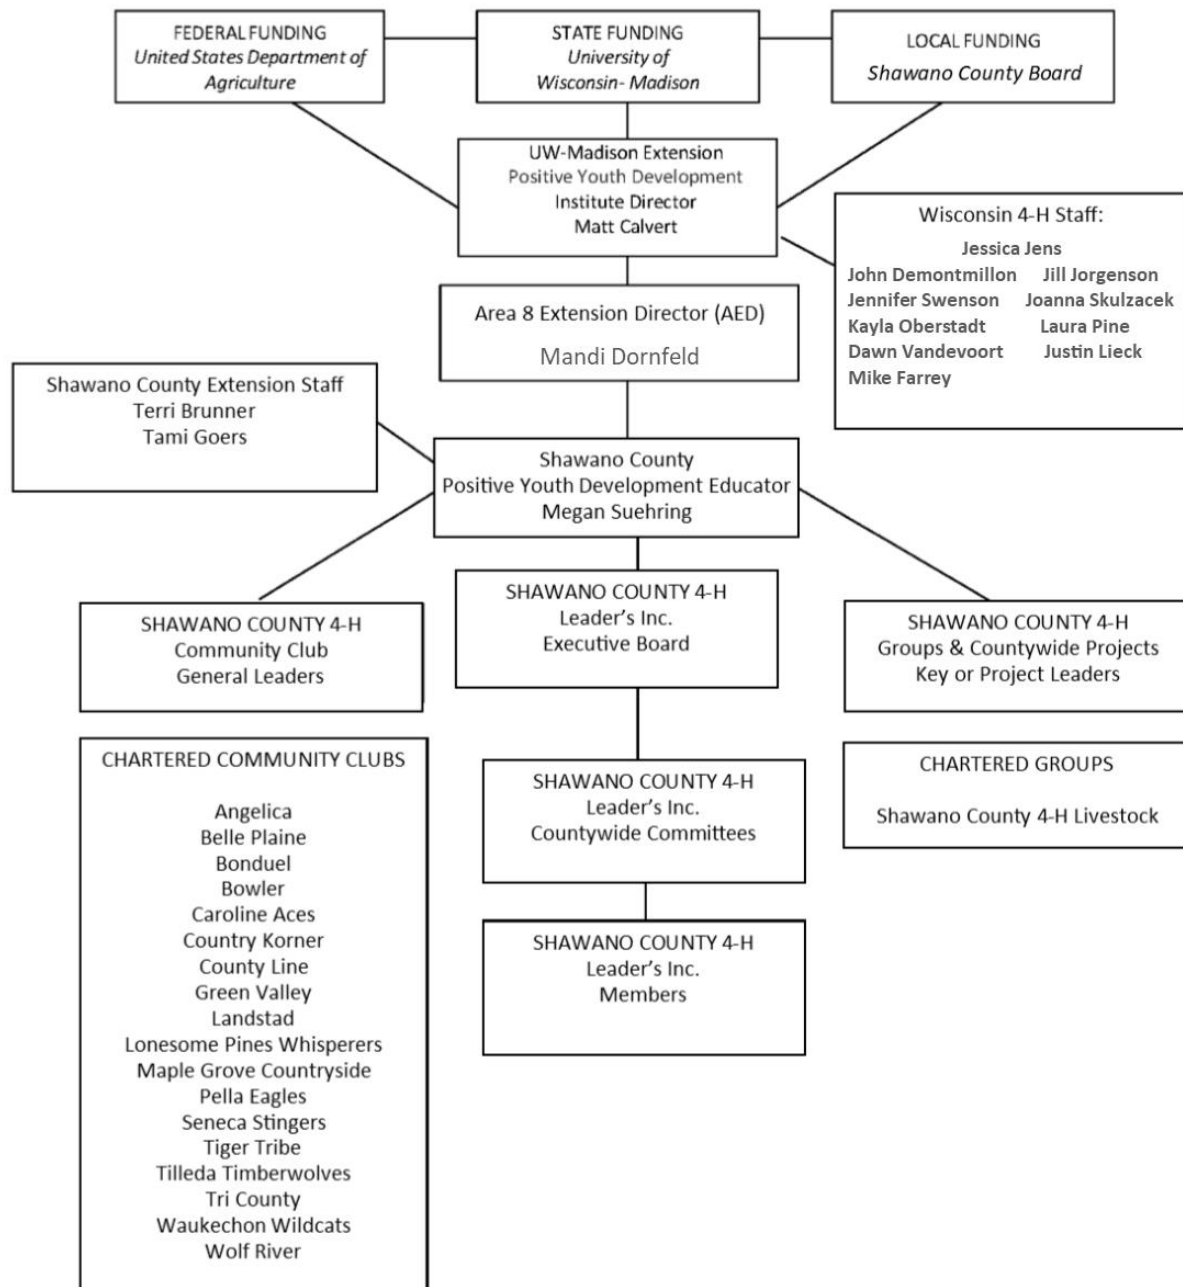 FEDERAL FUNDING
United States Department of
Agriculture
STATE FUNDING
University of
Wisconsin- Madison
LOCAL FUNDING
Shawano County Board
UW-Madison Extension
Positive Youth Development
Institute Director
Matt Calvert
Wisconsin 4-H Staff:
Jessica Jens
John Demontmillon Jill Jorgenson
Jennifer Swenson Joanna Skulzacek
Kayla Oberstadt Laura Pine
Dawn Vandevoort Justin Lieck
Mike Farrey
Area 8 Extension Director (AED)
Mandi Dornfeld
Shawano County Extension Staff
Terri Brunner
Tami Goers
Shawano County
Positive Youth Development Educator
Megan Suehring
SHAWANO COUNTY 4-H
Community Club
General Leaders
SHAWANO COUNTY 4-H
Leader's Inc.
Executive Board
SHAWANO COUNTY 4-H
Groups & Countywide Projects
Key or Project Leaders
CHARTERED COMMUNITY CLUBS
Angelica
Belle Plaine
Bonduel
Bowler
Caroline Aces
Country Korner
County Line
Green Valley
Landstad
Lonesome Pines Whisperers
Maple Grove Countryside
Pella Eagles
Seneca Stingers
Tiger Tribe
Tilleda Timberwolves
Tri County
Waukechon Wildcats
Wolf River
SHAWANO COUNTY 4-H
Leader's Inc.
Countywide Committees
CHARTERED GROUPS
Shawano County 4-H Livestock
SHAWANO COUNTY 4-H
Leader's Inc.
Members